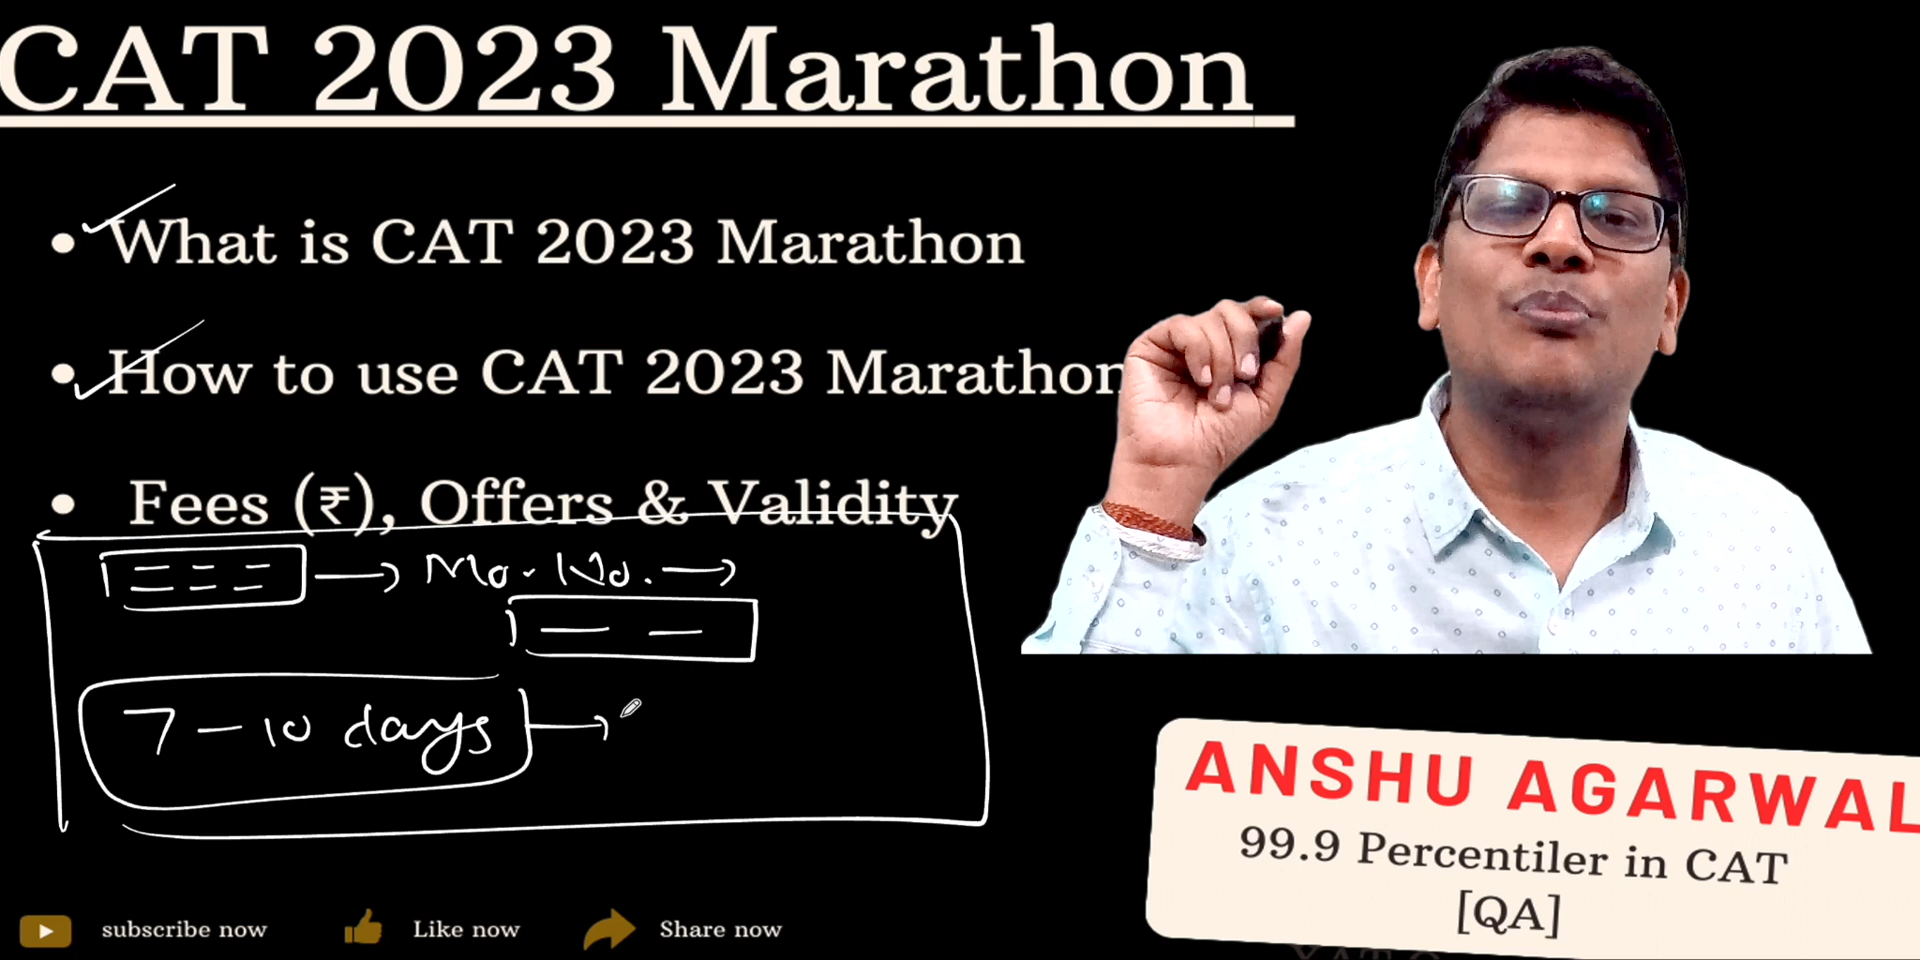 CAT 2023 Marathon
• What is CAT 2023 Marathon
• How to use CAT 2023 Marathon
• Fees (₹), Offers & Validity
→ Mo. No. →
7 – 10 days →
ANSHU AGARWAL
99.9 Percentiler in CAT
[QA]
subscribe now
Like now
Share now